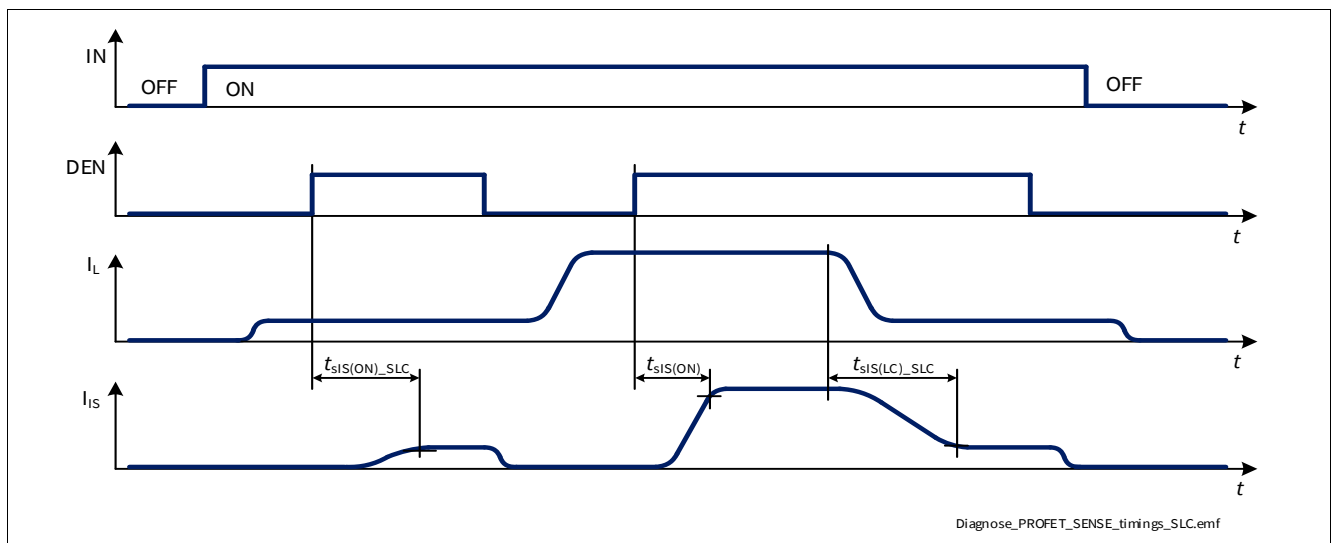 IN
OFF
ON
OFF
t
DEN
t
IL
t
tsIS(ON)_SLC
tsIS(ON)
tsIS(LC)_SLC
IIS
t
Diagnose_PROFET_SENSE_timings_SLC.emf